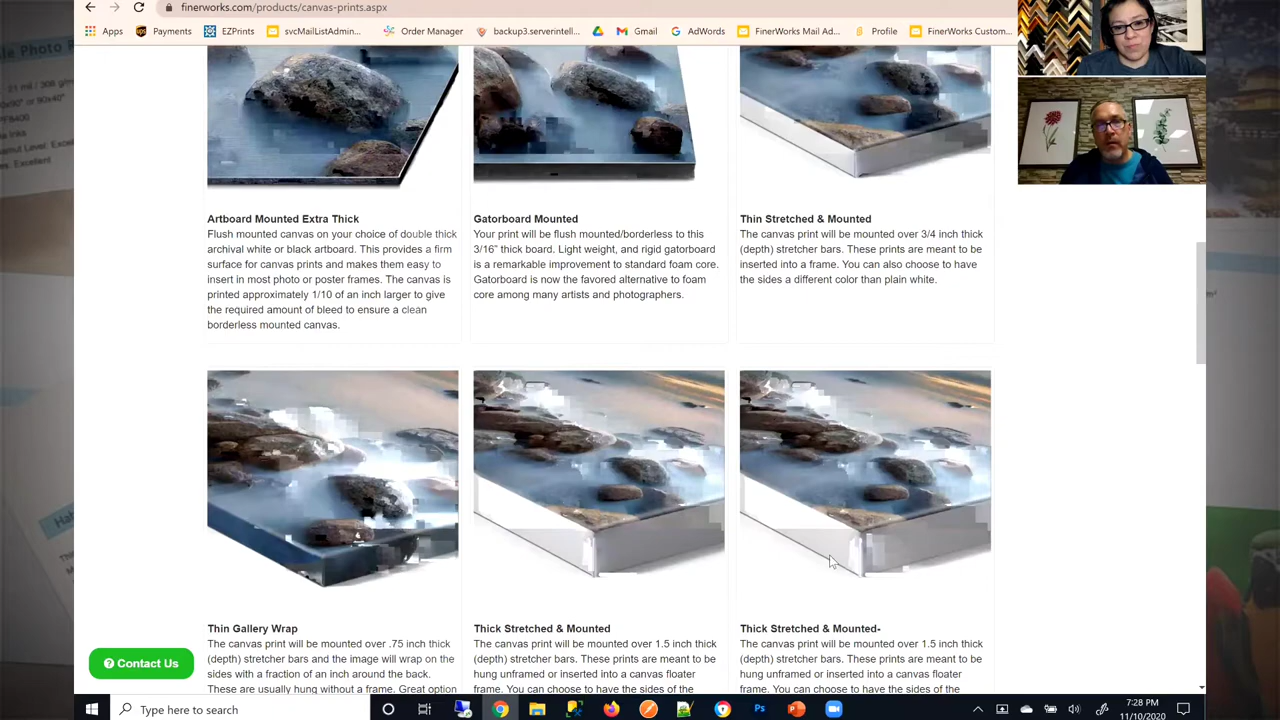 finerworks.com/products/canvas-prints.aspx
Apps
Payments
EZPrints
svcMailListAdmin...
Order Manager
backup3.serverintell...
Gmail
AdWords
FinerWorks Mail Ad...
Profile
FinerWorks Custom...
Artboard Mounted Extra Thick
Flush mounted canvas on your choice of double thick
archival white or black artboard. This provides a firm
surface for canvas prints and makes them easy to
insert in most photo or poster frames. The canvas is
printed approximately 1/10 of an inch larger to give
the required amount of bleed to ensure a clean
borderless mounted canvas.
Gatorboard Mounted
Your print will be flush mounted/borderless to this
3/16" thick board. Light weight, and rigid gatorboard
is a remarkable improvement to standard foam core.
Gatorboard is now the favored alternative to foam
core among many artists and photographers.
Thin Stretched & Mounted
The canvas print will be mounted over 3/4 inch thick
(depth) stretcher bars. These prints are meant to be
inserted into a frame. You can also choose to have
the sides a different color than plain white.
Thin Gallery Wrap
The canvas print will be mounted over .75 inch thick
(depth) stretcher bars and the image will wrap on the
sides with a fraction of an inch around the back.
These are usually hung without a frame. Great option
Thick Stretched & Mounted
The canvas print will be mounted over 1.5 inch thick
(depth) stretcher bars. These prints are meant to be
hung unframed or inserted into a canvas floater
frame. You can choose to have the sides of the
Thick Stretched & Mounted-
The canvas print will be mounted over 1.5 inch thick
(depth) stretcher bars. These prints are meant to be
hung unframed or inserted into a canvas floater
frame. You can choose to have the sides of the
Contact Us
Type here to search
7:28 PM
11/10/2020